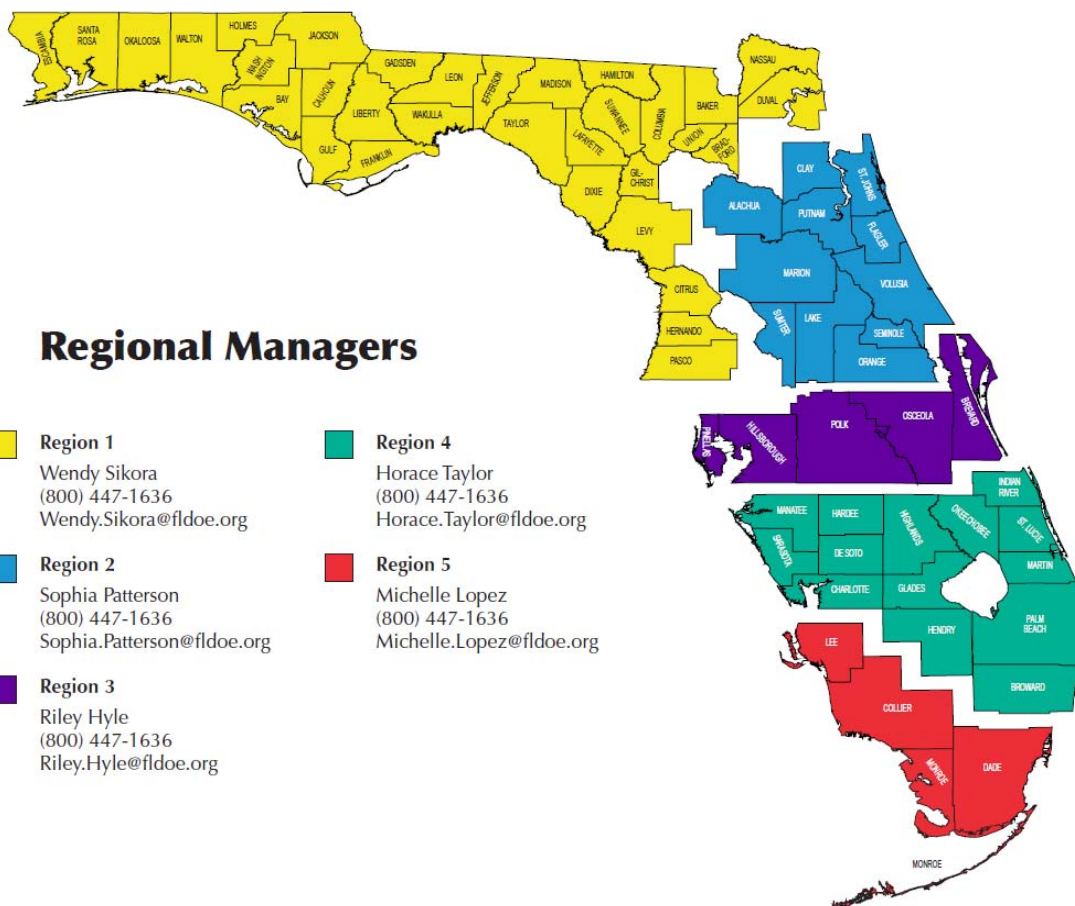 ESCAMBIA
SANTA
ROSA
OKALOOSA
WALTON
HOLMES
WASH
INGTON
JACKSON
BAY
CALHOUN
GULF
GADSDEN
LIBERTY
FRANKLIN
LEON
WAKULLA
JEFFERSON
MADISON
TAYLOR
HAMILTON
SUWANNEE
LAFAYETTE
DIXIE
COLUMBIA
GIL-
CHRIST
LEVY
BAKER
UNION
BRAD-
FORD
NASSAU
DUVAL
CITRUS
HERNANDO
PASCO
CLAY
ST. JOHNS
ALACHUA
PUTNAM
FLAGLER
MARION
VOLUSIA
SUMTER
LAKE
SEMINOLE
ORANGE
PINELLAS
HILLSBOROUGH
POLK
OSCEOLA
BREVARD
INDIAN
RIVER
MANATEE
HARDEE
HIGHLANDS
OKEECHOBEE
ST. LUCIE
SARASOTA
DE SOTO
MARTIN
CHARLOTTE
GLADES
PALM
BEACH
HENDRY
BROWARD
LEE
COLLIER
MONROE
DADE
MONROE
Regional Managers
Region 1
Wendy Sikora
(800) 447-1636
Wendy.Sikora@fldoe.org
Region 2
Sophia Patterson
(800) 447-1636
Sophia.Patterson@fldoe.org
Region 3
Riley Hyle
(800) 447-1636
Riley.Hyle@fldoe.org
Region 4
Horace Taylor
(800) 447-1636
Horace.Taylor@fldoe.org
Region 5
Michelle Lopez
(800) 447-1636
Michelle.Lopez@fldoe.org